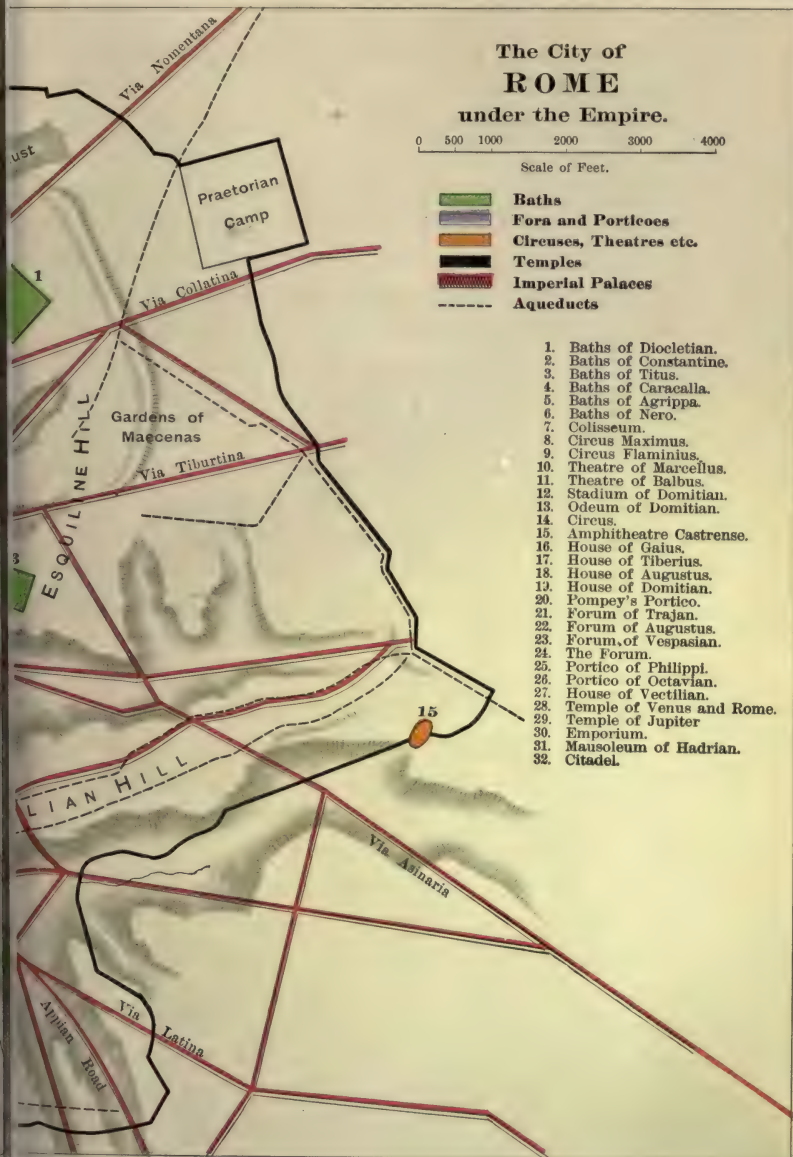 The City of
ROME
under the Empire.
0 500 1000 2000 3000 4000
Scale of Feet.
Baths
Fora and Porticoes
Circuses, Theatres etc.
Temples
Imperial Palaces
Aqueducts
1. Baths of Diocletian.
2. Baths of Constantine.
3. Baths of Titus.
4. Baths of Caracalla.
5. Baths of Agrippa.
6. Baths of Nero.
7. Colisseum.
8. Circus Maximus.
9. Circus Flaminius.
10. Theatre of Marcellus.
11. Theatre of Balbus.
12. Stadium of Domitian.
13. Odeum of Domitian.
14. Circus.
15. Amphitheatre Castrense.
16. House of Gaius.
17. House of Tiberius.
18. House of Augustus.
19. House of Domitian.
20. Pompey's Portico.
21. Forum of Trajan.
22. Forum of Augustus.
23. Forum of Vespasian.
24. The Forum.
25. Portico of Philippi.
26. Portico of Octavian.
27. House of Vectilian.
28. Temple of Venus and Rome.
29. Temple of Jupiter
30. Emporium.
31. Mausoleum of Hadrian.
32. Citadel.
Via Nomentana
ust
Praetorian
Camp
1
Via Collatina
Gardens of
Maecenas
Via Tiburtina
ESQUILINE HILL
3
15
LIAN HILL
Via Asinaria
Via Latina
Appian Road